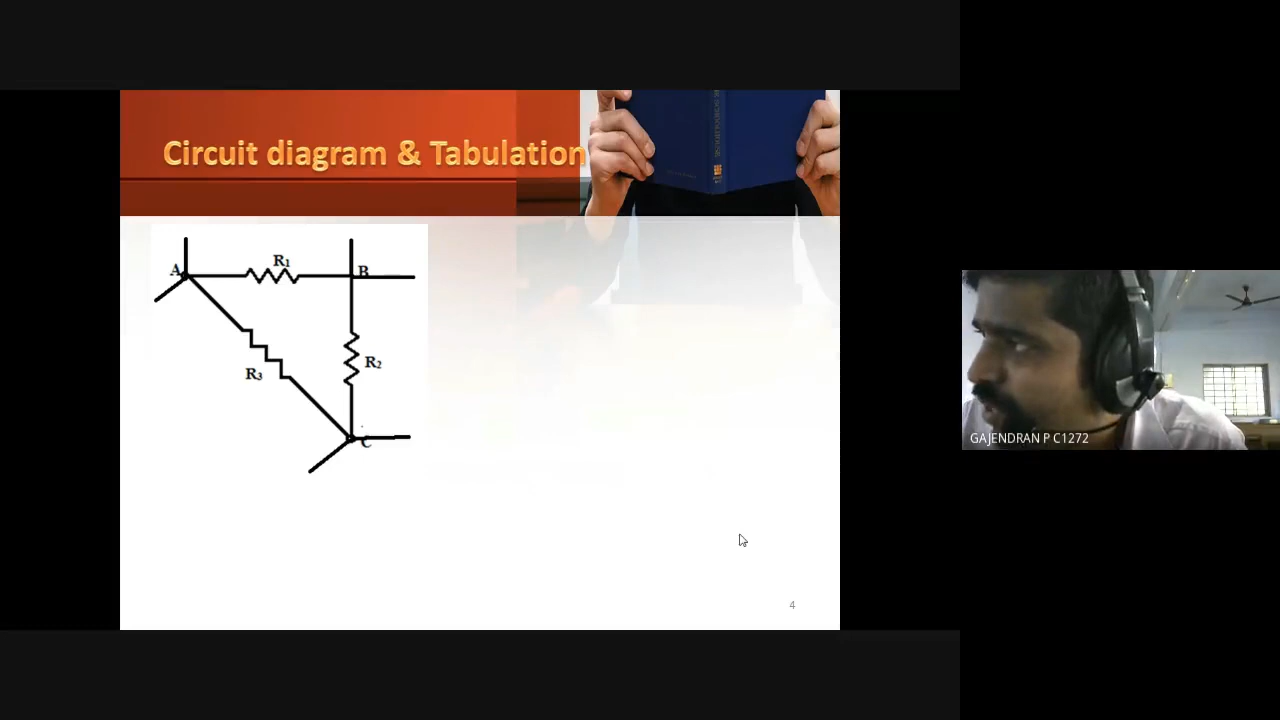 Circuit diagram & Tabulation
A
R₁
B
R₂
R₃
C
4
GAJENDRAN P C1272